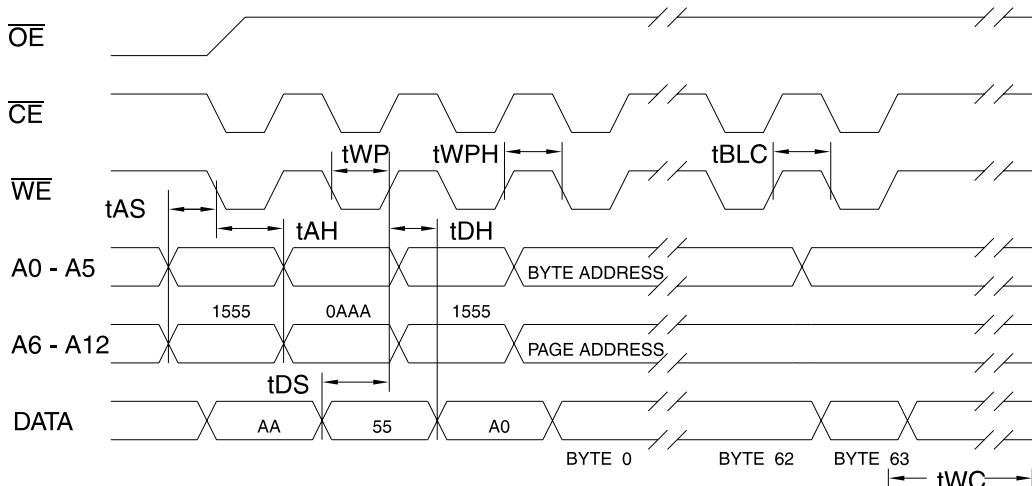 OE
CE
tWP tWPH tBLC
WE
tAS
tAH tDH
A0 - A5 BYTE ADDRESS
1555 0AAA 1555
A6 - A12 PAGE ADDRESS
tDS
DATA AA 55 A0
BYTE 0 BYTE 62 BYTE 63
tWC